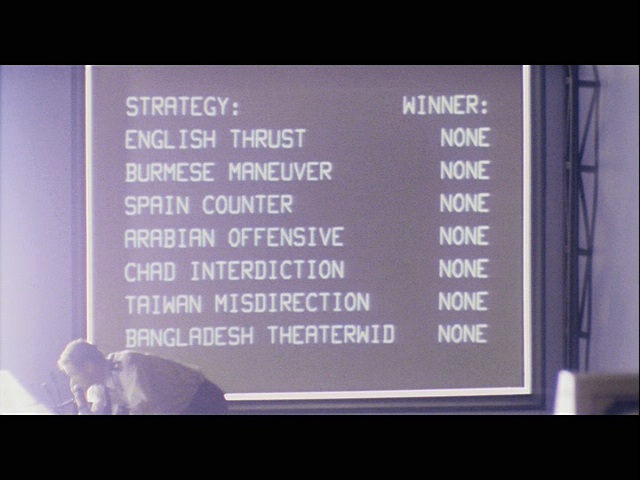 STRATEGY: WINNER:
ENGLISH THRUST NONE
BURMESE MANEUVER NONE
SPAIN COUNTER NONE
ARABIAN OFFENSIVE NONE
CHAD INTERDICTION NONE
TAIWAN MISDIRECTION NONE
BANGLADESH THEATERWID NONE